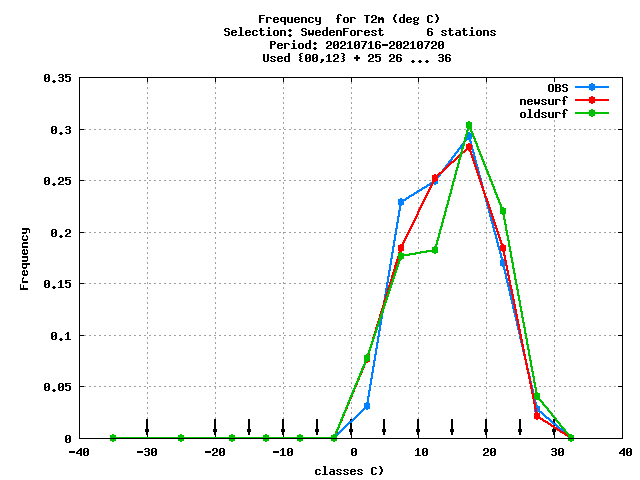 Frequency  for T2m (deg C)
Selection: SwedenForest      6 stations
Period: 20210716-20210720
Used {00,12} + 25 26 ... 36
OBS
newsurf
oldsurf
0.35
0.3
0.25
0.2
0.15
0.1
0.05
0
Frequency
-40 -30 -20 -10 0 10 20 30 40
classes C)